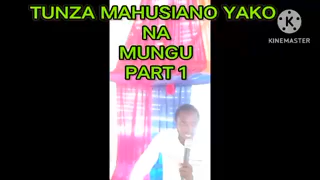 TUNZA MAHUSIANO YAKO
NA
MUNGU
PART 1
KINEMASTER